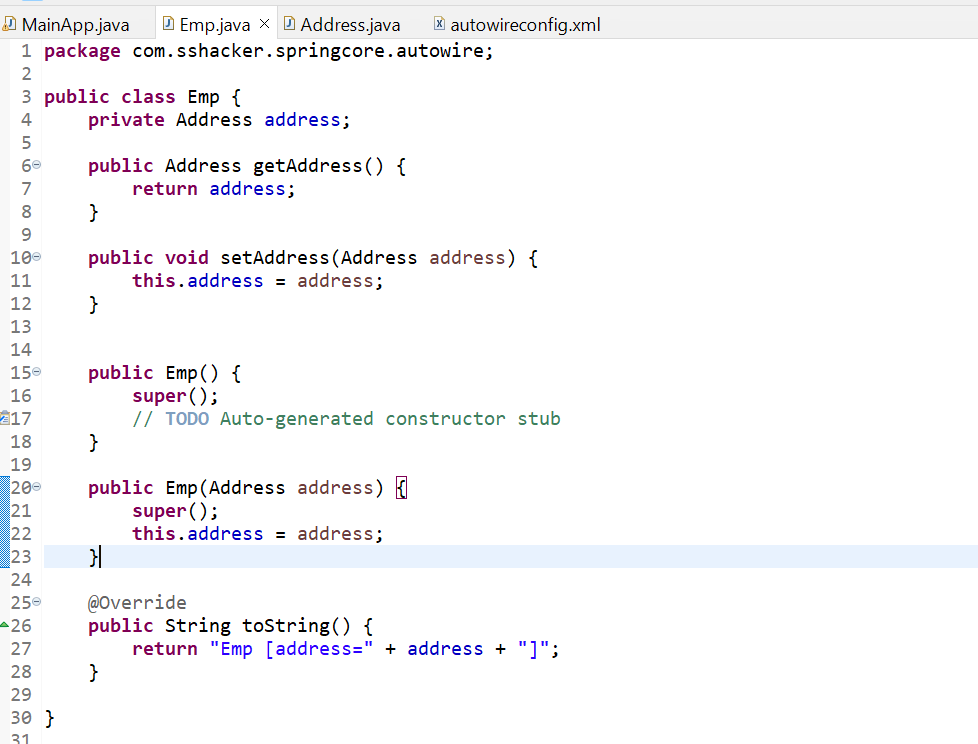 MainApp.java Emp.java Address.java autowireconfig.xml
1 package com.sshacker.springcore.autowire;
2
3 public class Emp {
4     private Address address;
5
6     public Address getAddress() {
7         return address;
8     }
9
10     public void setAddress(Address address) {
11         this.address = address;
12     }
13
14
15     public Emp() {
16         super();
17         // TODO Auto-generated constructor stub
18     }
19
20     public Emp(Address address) {
21         super();
22         this.address = address;
23     }
24
25     @Override
26     public String toString() {
27         return "Emp [address=" + address + "]";
28     }
29
30 }
31